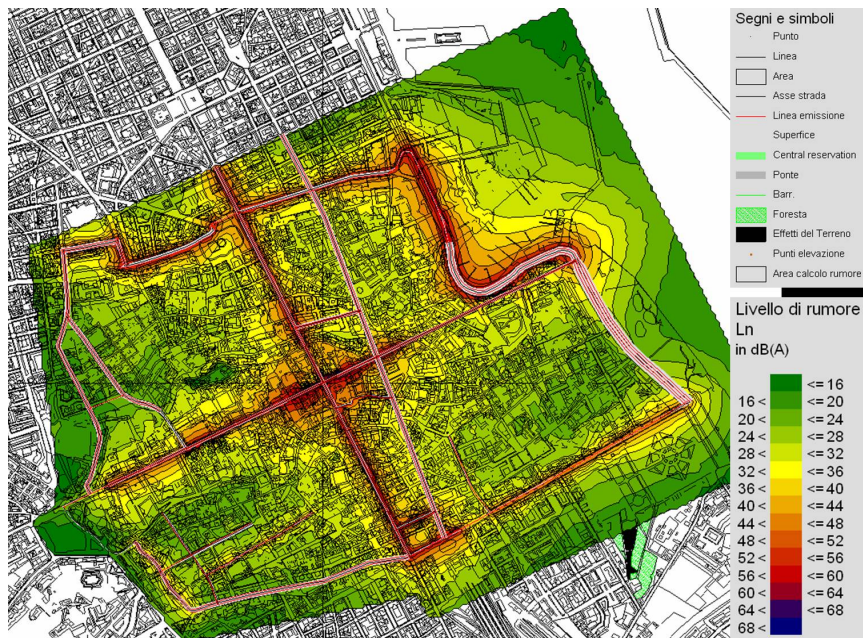 Segni e simboli
Punto
Linea
Area
Asse strada
Linea emissione
Superfice
Central reservation
Ponte
Barr.
Foresta
Effetti del Terreno
Punti elevazione
Area calcolo rumore
Livello di rumore
Ln
in dB(A)
<= 16
16 < <= 20
20 < <= 24
24 < <= 28
28 < <= 32
32 < <= 36
36 < <= 40
40 < <= 44
44 < <= 48
48 < <= 52
52 < <= 56
56 < <= 60
60 < <= 64
64 < <= 68
68 <